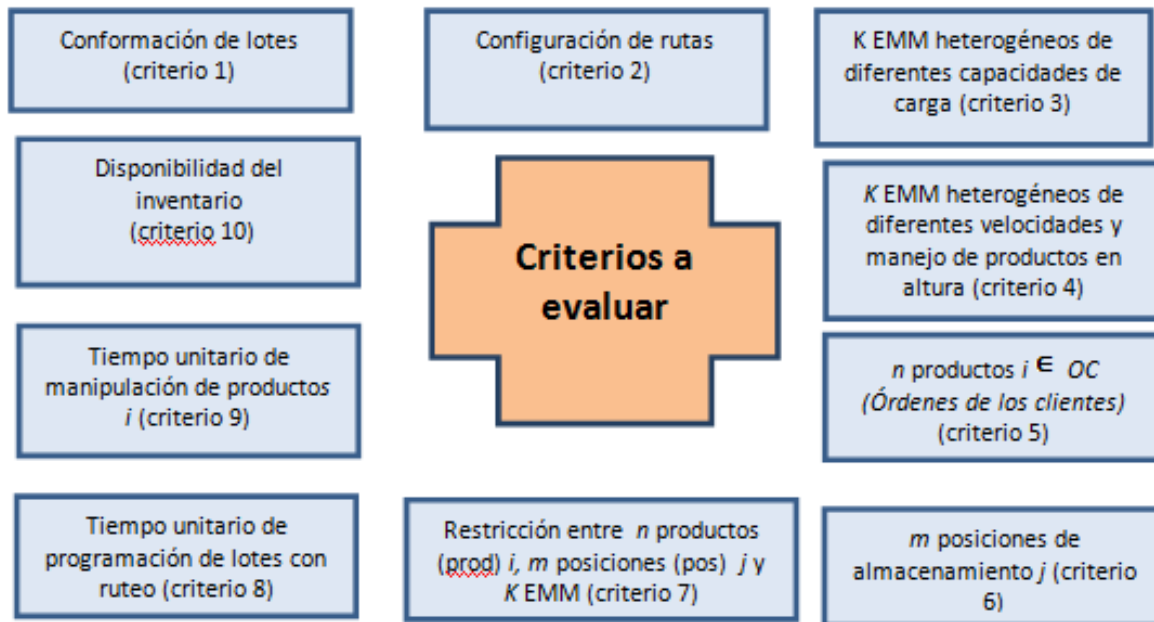 Conformación de lotes
(criterio 1)
Configuración de rutas
(criterio 2)
K EMM heterogéneos de
diferentes capacidades de
carga (criterio 3)
Disponibilidad del
inventario
(criterio 10)
Criterios a
evaluar
K EMM heterogéneos de
diferentes velocidades y
manejo de productos en
altura (criterio 4)
Tiempo unitario de
manipulación de productos
i (criterio 9)
n productos i ∈ OC
(Órdenes de los clientes)
(criterio 5)
Tiempo unitario de
programación de lotes con
ruteo (criterio 8)
Restricción entre n productos
(prod) i, m posiciones (pos) j y
K EMM (criterio 7)
m posiciones de
almacenamiento j (criterio
6)